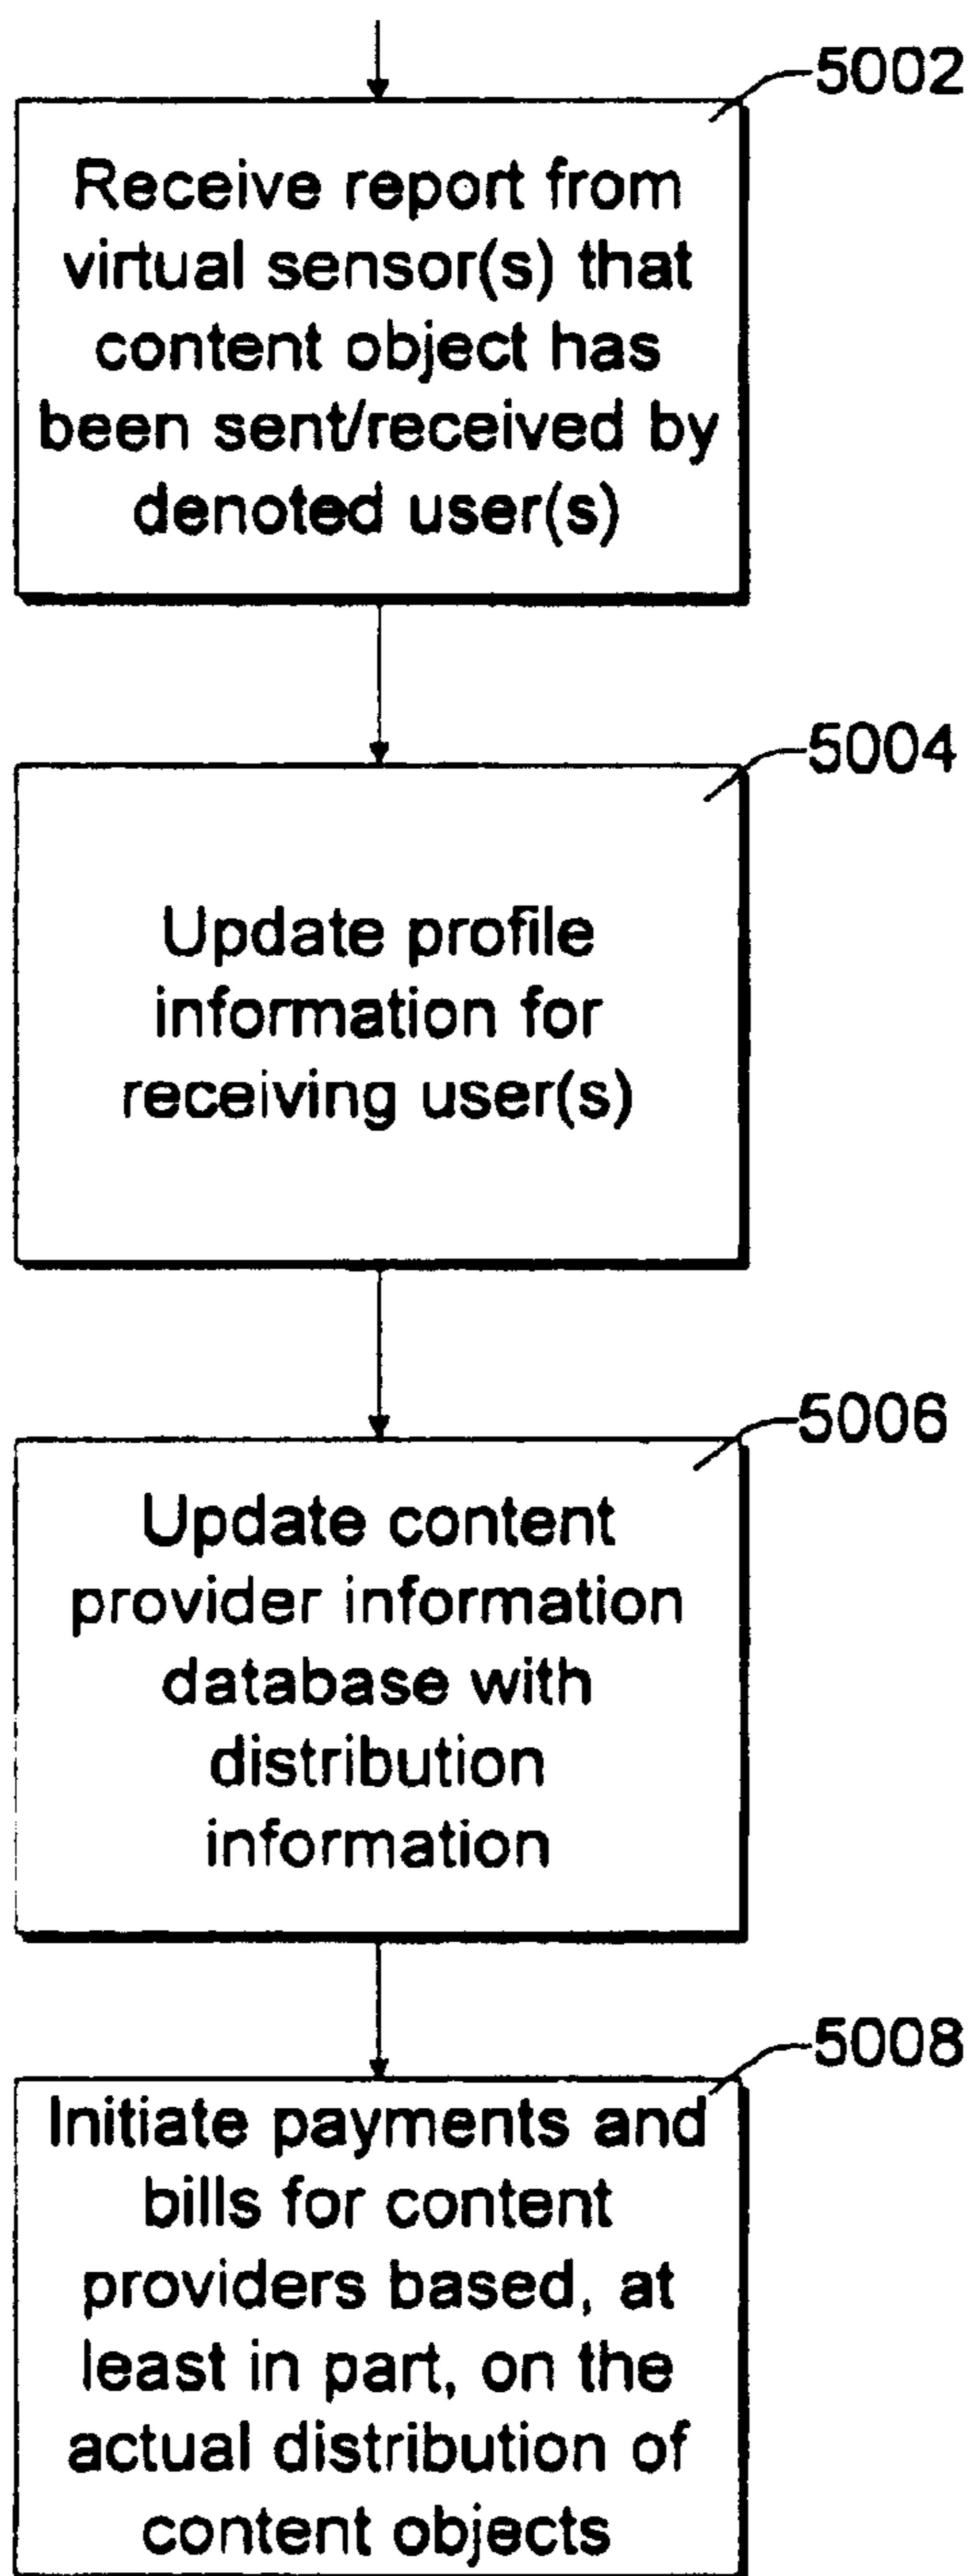 5002
Receive report from
virtual sensor(s) that
content object has
been sent/received by
denoted user(s)
5004
Update profile
information for
receiving user(s)
5006
Update content
provider information
database with
distribution
information
5008
Initiate payments and
bills for content
providers based, at
least in part, on the
actual distribution of
content objects